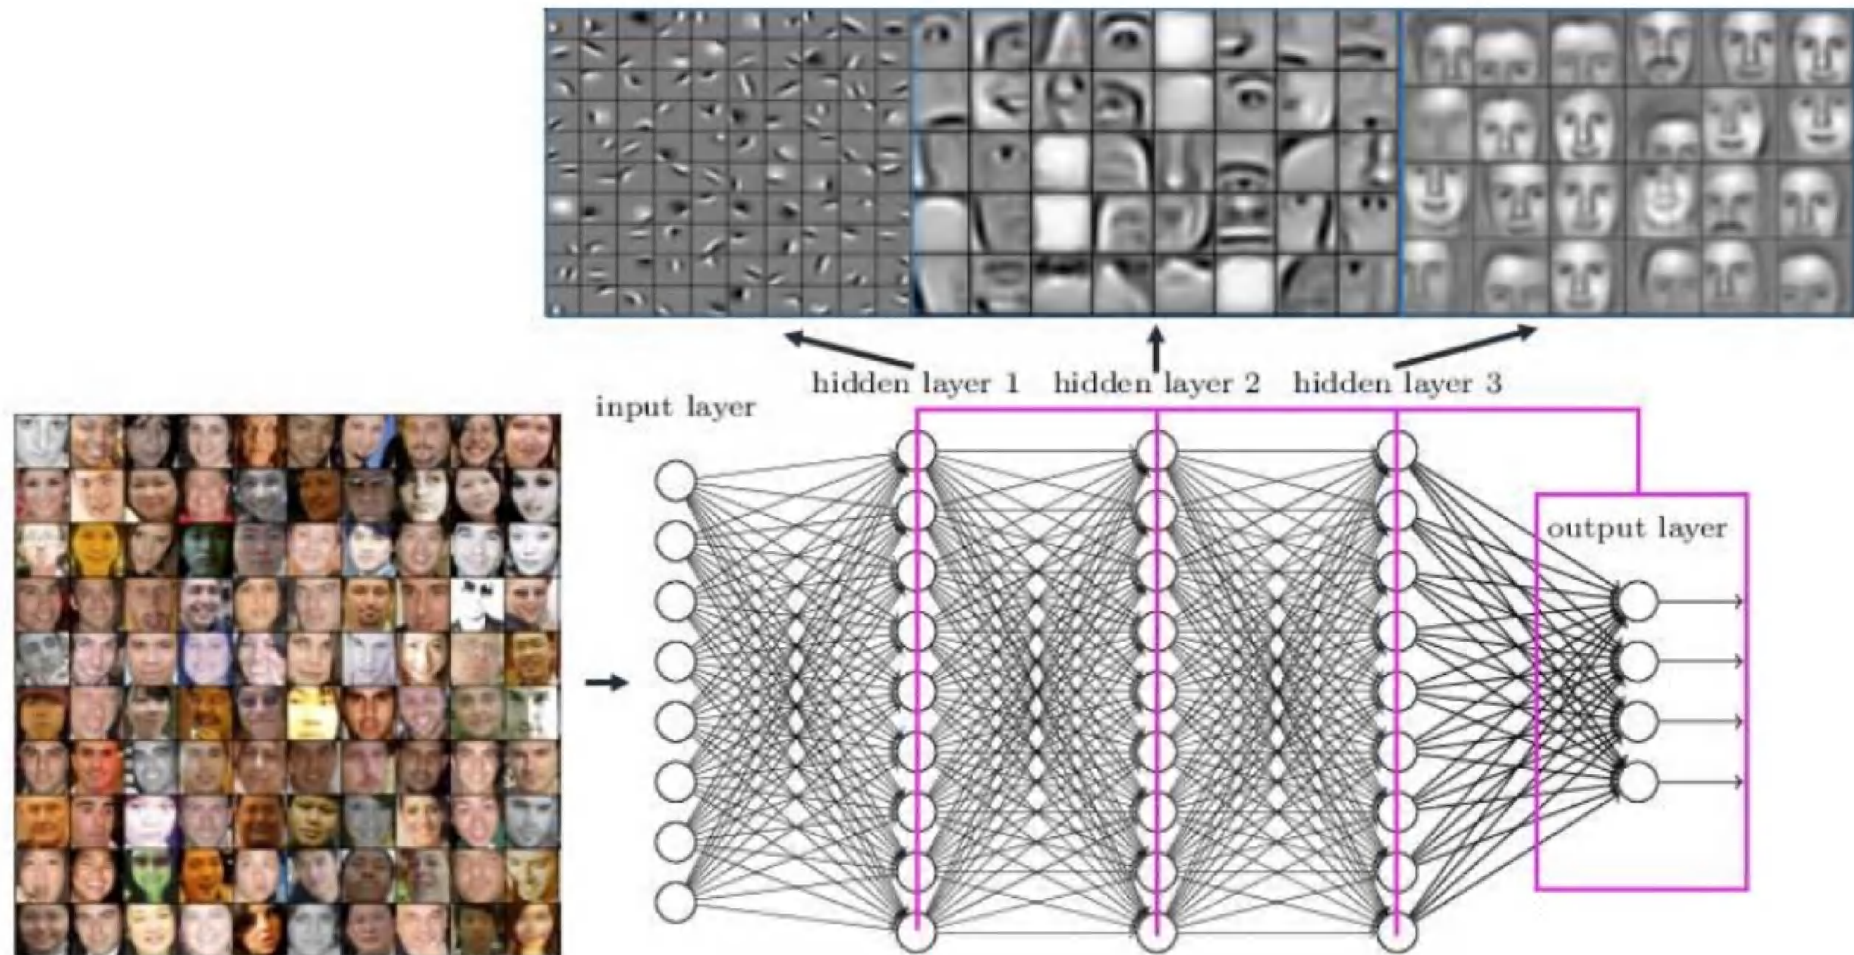 hidden layer 1
hidden layer 2
hidden layer 3
input layer
output layer